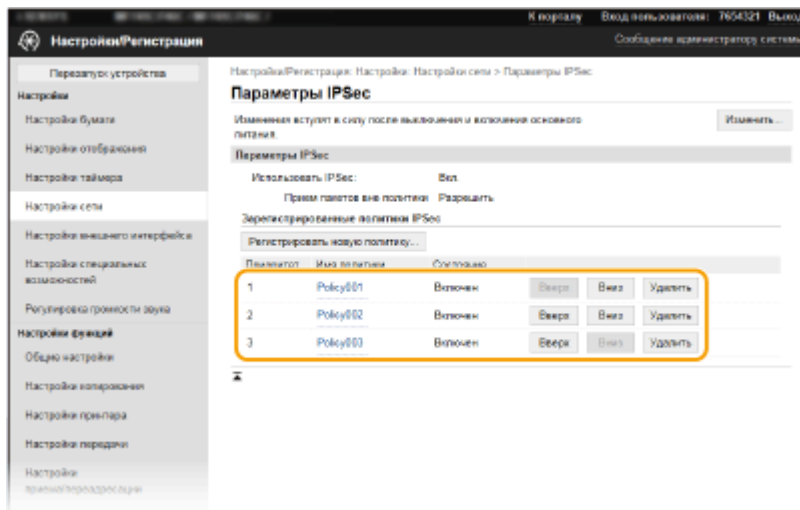 К порталу Вход пользователя: 7654321 Выход
Настройки/Регистрация
Сообщение администратору системы
Перезапуск устройства
Настройки
Настройки бумаги
Настройки отображения
Настройки таймера
Настройки сети
Настройки внешнего интерфейса
Настройки специальных
возможностей
Регулировка громкости звука
Настройки функций
Общие настройки
Настройки копирования
Настройки принтера
Настройки передачи
Настройки
приема/переадресации
Настройки/Регистрация: Настройки: Настройки сети > Параметры IPSec
Параметры IPSec
Изменения вступят в силу после выключения и включения основного
питания.
Изменить...
Параметры IPSec
Использовать IPSec: Вкл.
Прием пакетов вне политики Разрешить
Зарегистрированные политики IPSec
Регистрировать новую политику...
Приоритет Имя политики Состояние
1 Policy001 Включен Вверх Вниз Удалить
2 Policy002 Включен Вверх Вниз Удалить
3 Policy003 Включен Вверх Вниз Удалить